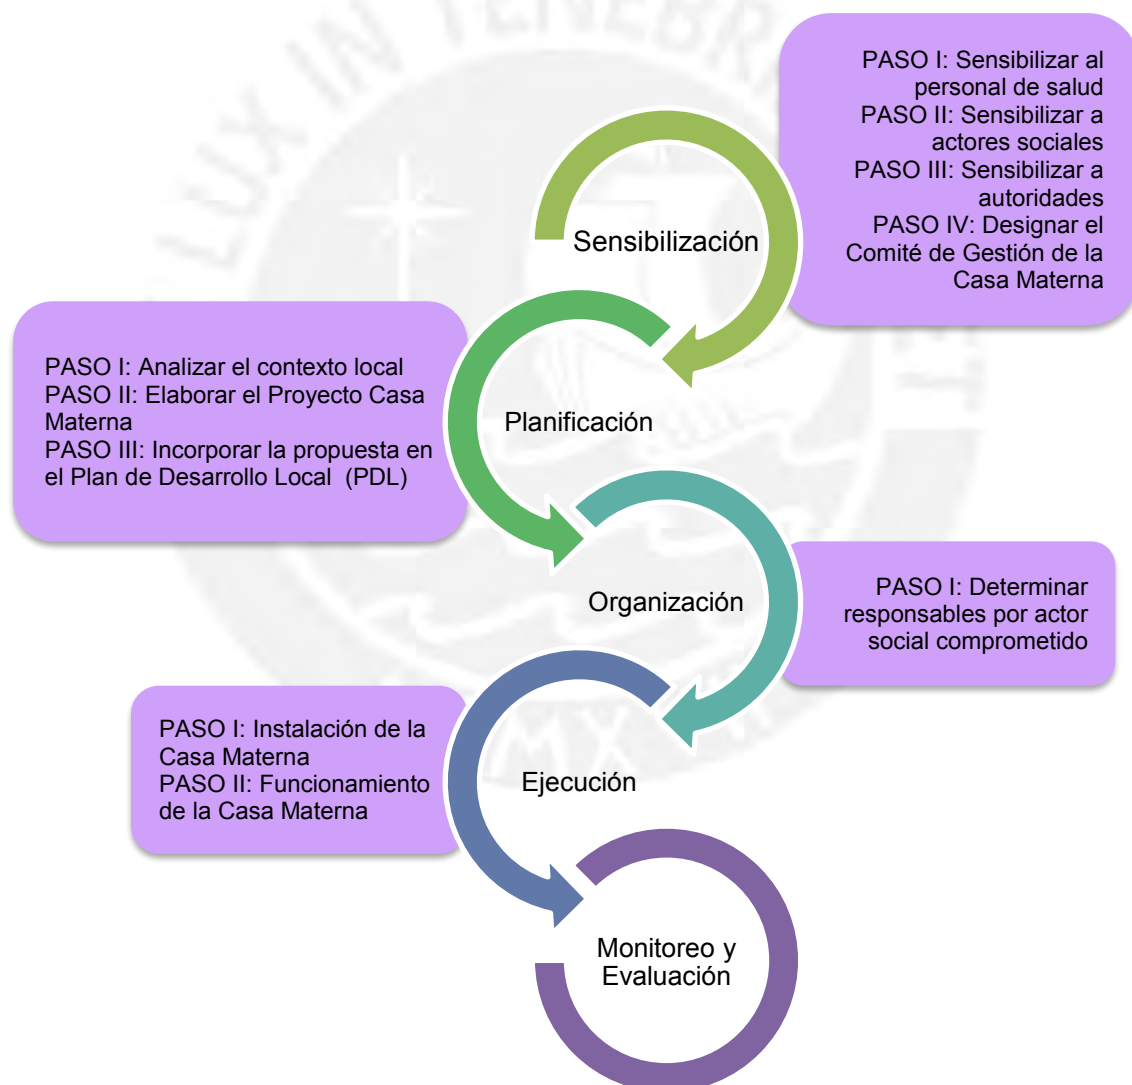 PASO I: Sensibilizar al
personal de salud
PASO II: Sensibilizar a
actores sociales
PASO III: Sensibilizar a
autoridades
PASO IV: Designar el
Comité de Gestión de la
Casa Materna
Sensibilización
PASO I: Analizar el contexto local
PASO II: Elaborar el Proyecto Casa
Materna
PASO III: Incorporar la propuesta en
el Plan de Desarrollo Local (PDL)
Planificación
Organización
PASO I: Determinar
responsables por actor
social comprometido
PASO I: Instalación de la
Casa Materna
PASO II: Funcionamiento
de la Casa Materna
Ejecución
Monitoreo y
Evaluación
LUX IN TENEBR